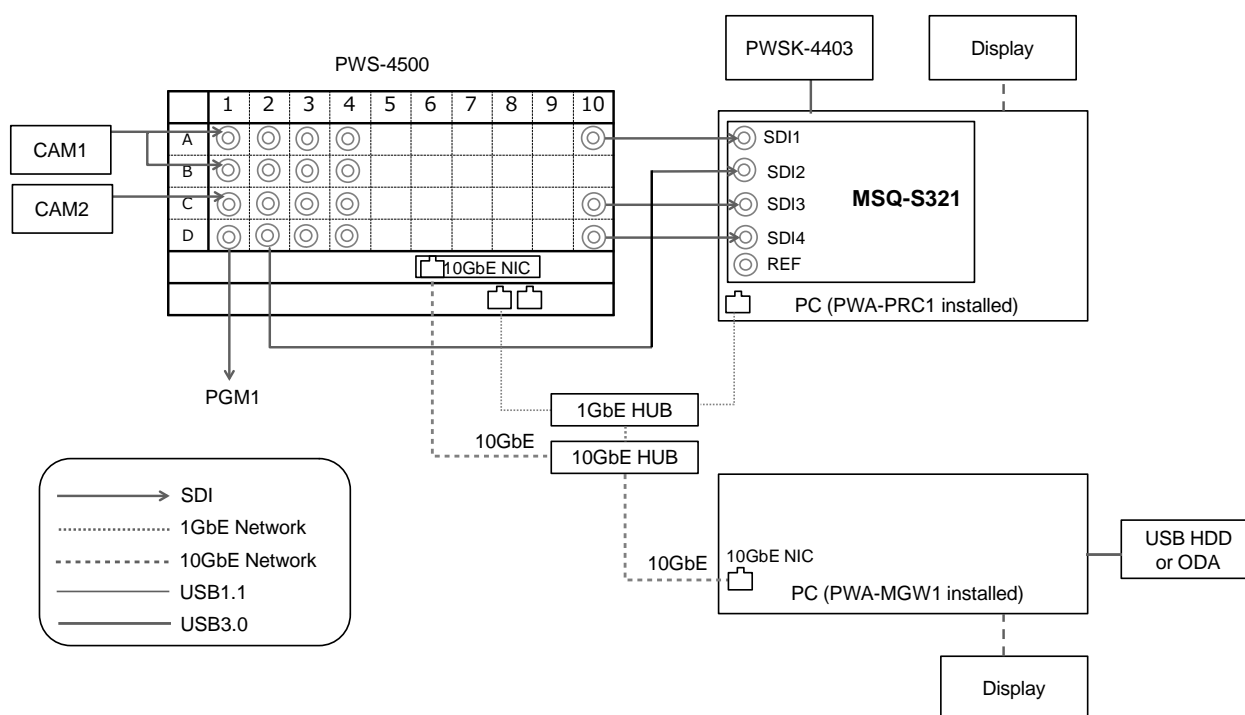 PWS-4500
PWSK-4403
Display
1 2 3 4 5 6 7 8 9 10
A
B
C
D
CAM1
CAM2
10GbE NIC
SDI1
SDI2
SDI3
SDI4
REF
MSQ-S321
PC (PWA-PRC1 installed)
PGM1
1GbE HUB
10GbE
10GbE HUB
SDI
1GbE Network
10GbE Network
USB1.1
USB3.0
10GbE
10GbE NIC
PC (PWA-MGW1 installed)
USB HDD
or ODA
Display